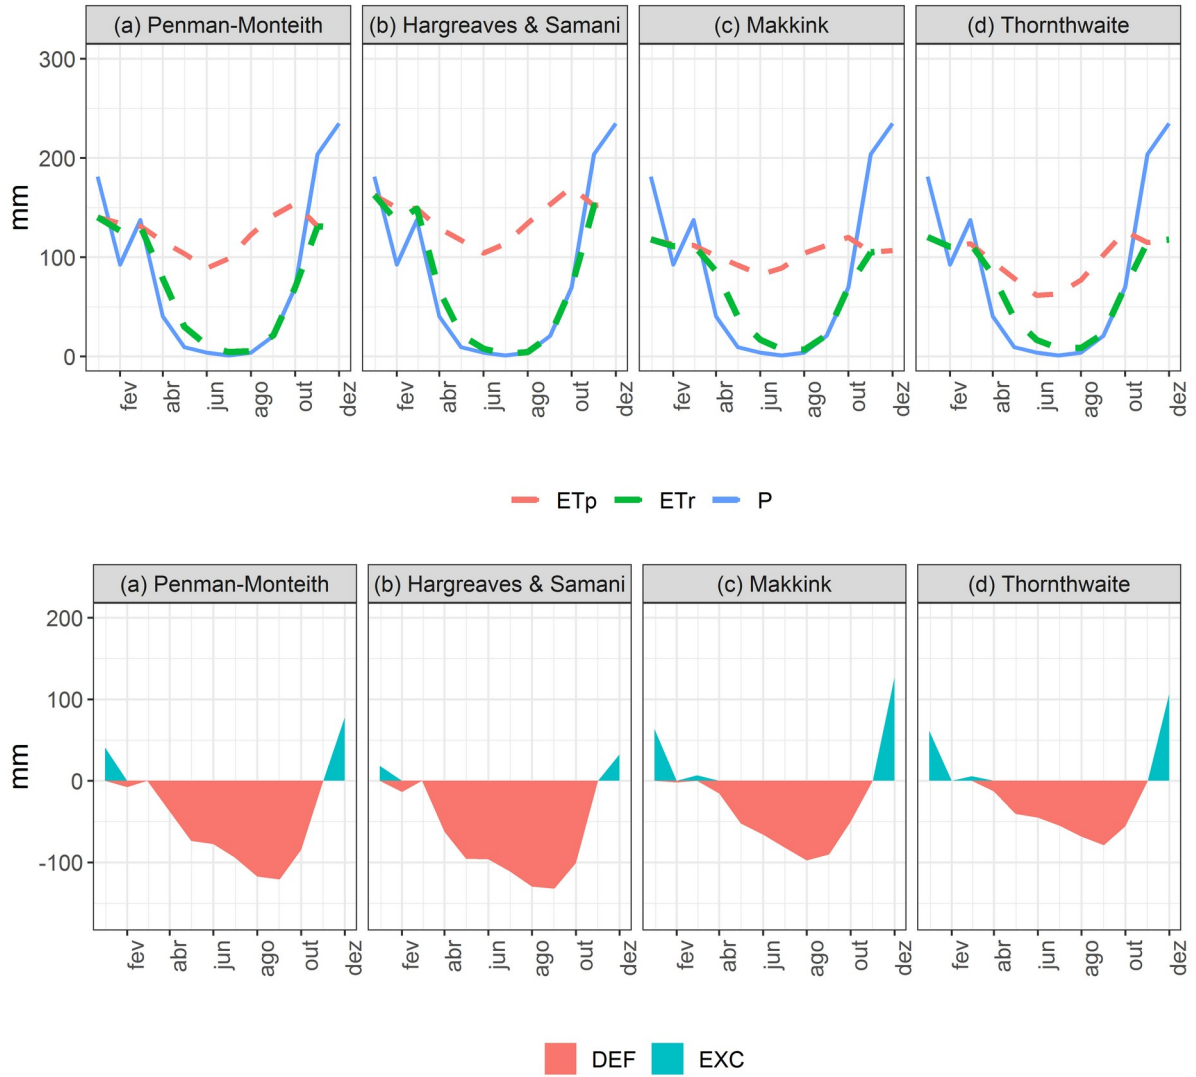 (a) Penman-Monteith (b) Hargreaves & Samani (c) Makkink (d) Thornthwaite
300
200
100
0
mm
fev abr jun ago out dez fev abr jun ago out dez fev abr jun ago out dez fev abr jun ago out dez
ETp ETr P
(a) Penman-Monteith (b) Hargreaves & Samani (c) Makkink (d) Thornthwaite
200
100
0
-100
mm
fev abr jun ago out dez fev abr jun ago out dez fev abr jun ago out dez fev abr jun ago out dez
DEF EXC